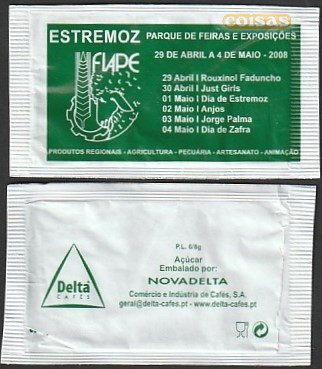 coisas
ESTREMOZ PARQUE DE FEIRAS E EXPOSIÇÕES
29 DE ABRIL A 4 DE MAIO - 2008
FIAPE
29 Abril I Rouxinol Faduncho
30 Abril I Just Girls
01 Maio I Dia de Estremoz
02 Maio I Anjos
03 Maio I Jorge Palma
04 Maio I Dia de Zafra
PRODUTOS REGIONAIS - AGRICULTURA - PECUÁRIA - ARTESANATO - ANIMAÇÃO
P.L. 6/8g
Açúcar
Embalado por:
NOVADELTA
Comércio e Indústria de Cafés, S.A.
geral@delta-cafes.pt - www.delta-cafes.pt
Delta
CAFÉS